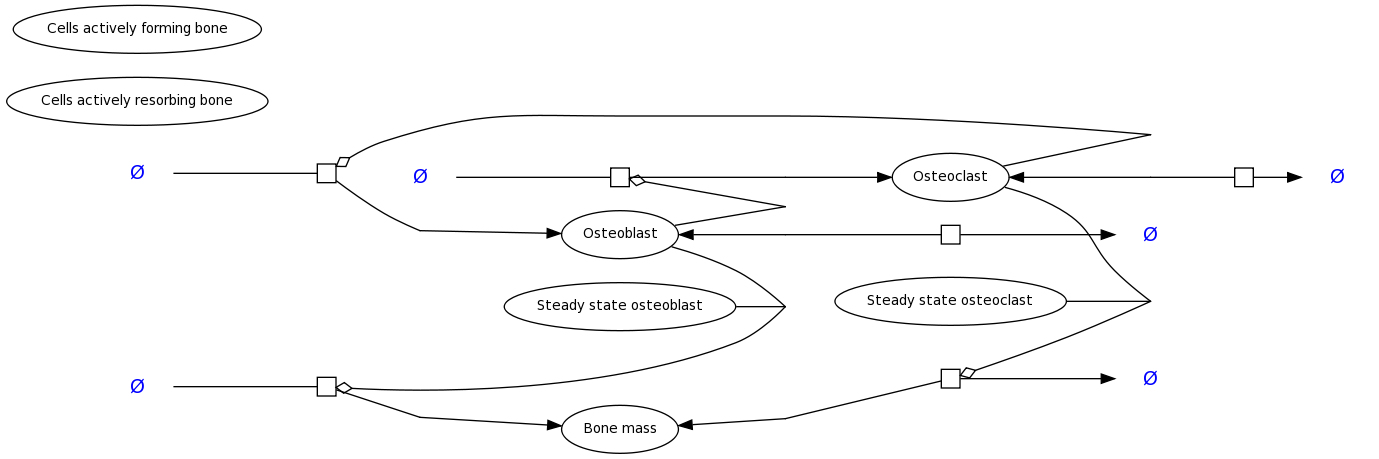 Cells actively forming bone
Cells actively resorbing bone
Ø
Ø
Osteoclast
Ø
Osteoblast
Ø
Steady state osteoblast
Steady state osteoclast
Ø
Ø
Bone mass